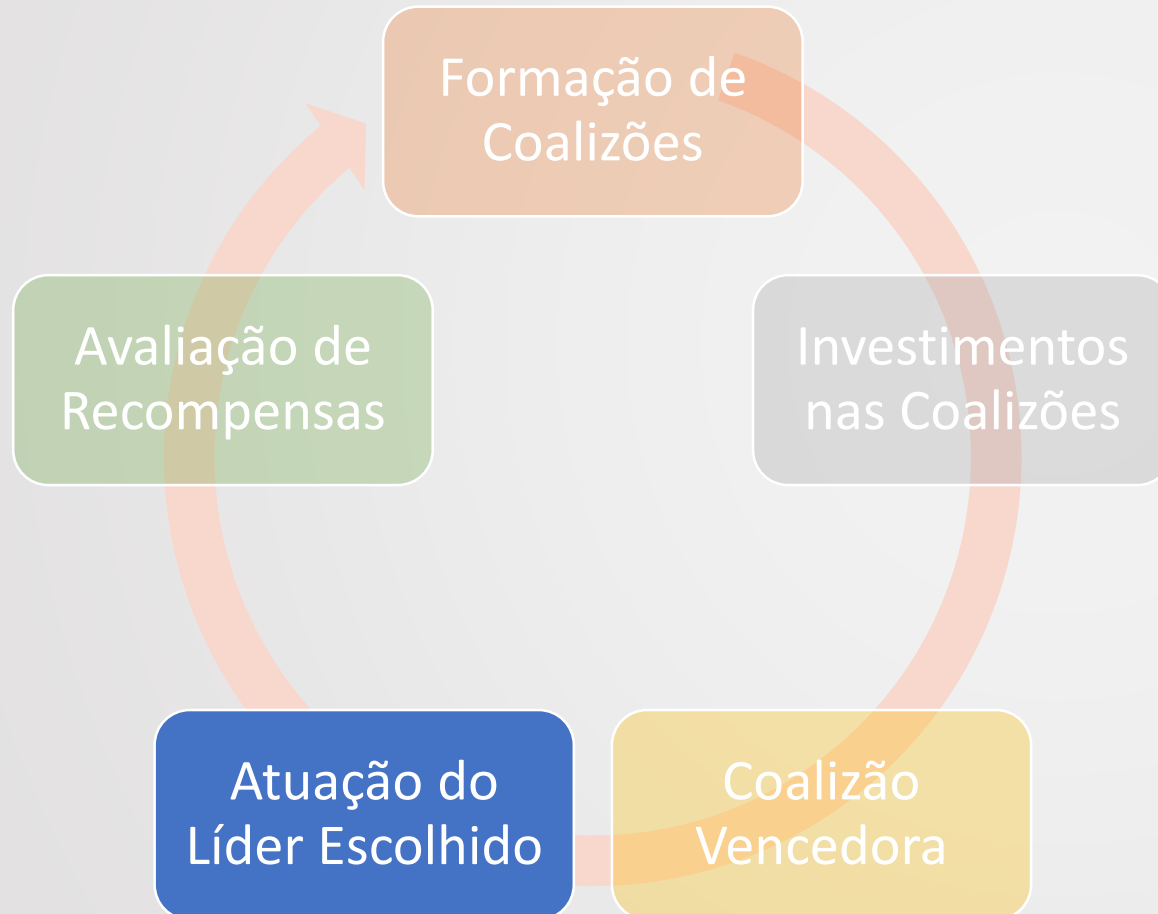 Formação de
Coalizões
Investimentos
nas Coalizões
Coalizão
Vencedora
Atuação do
Líder Escolhido
Avaliação de
Recompensas